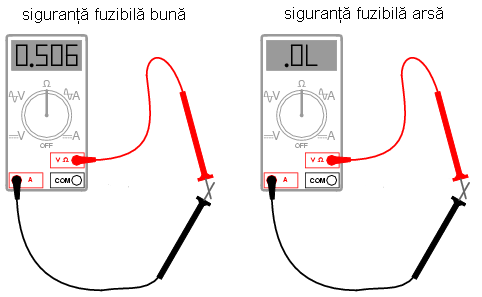 siguranță fuzibilă bună
siguranță fuzibilă arsă
0.506
Ω
V
A
V
A
OFF
V Ω
A
COM
.0L
Ω
V
A
V
A
OFF
V Ω
A
COM